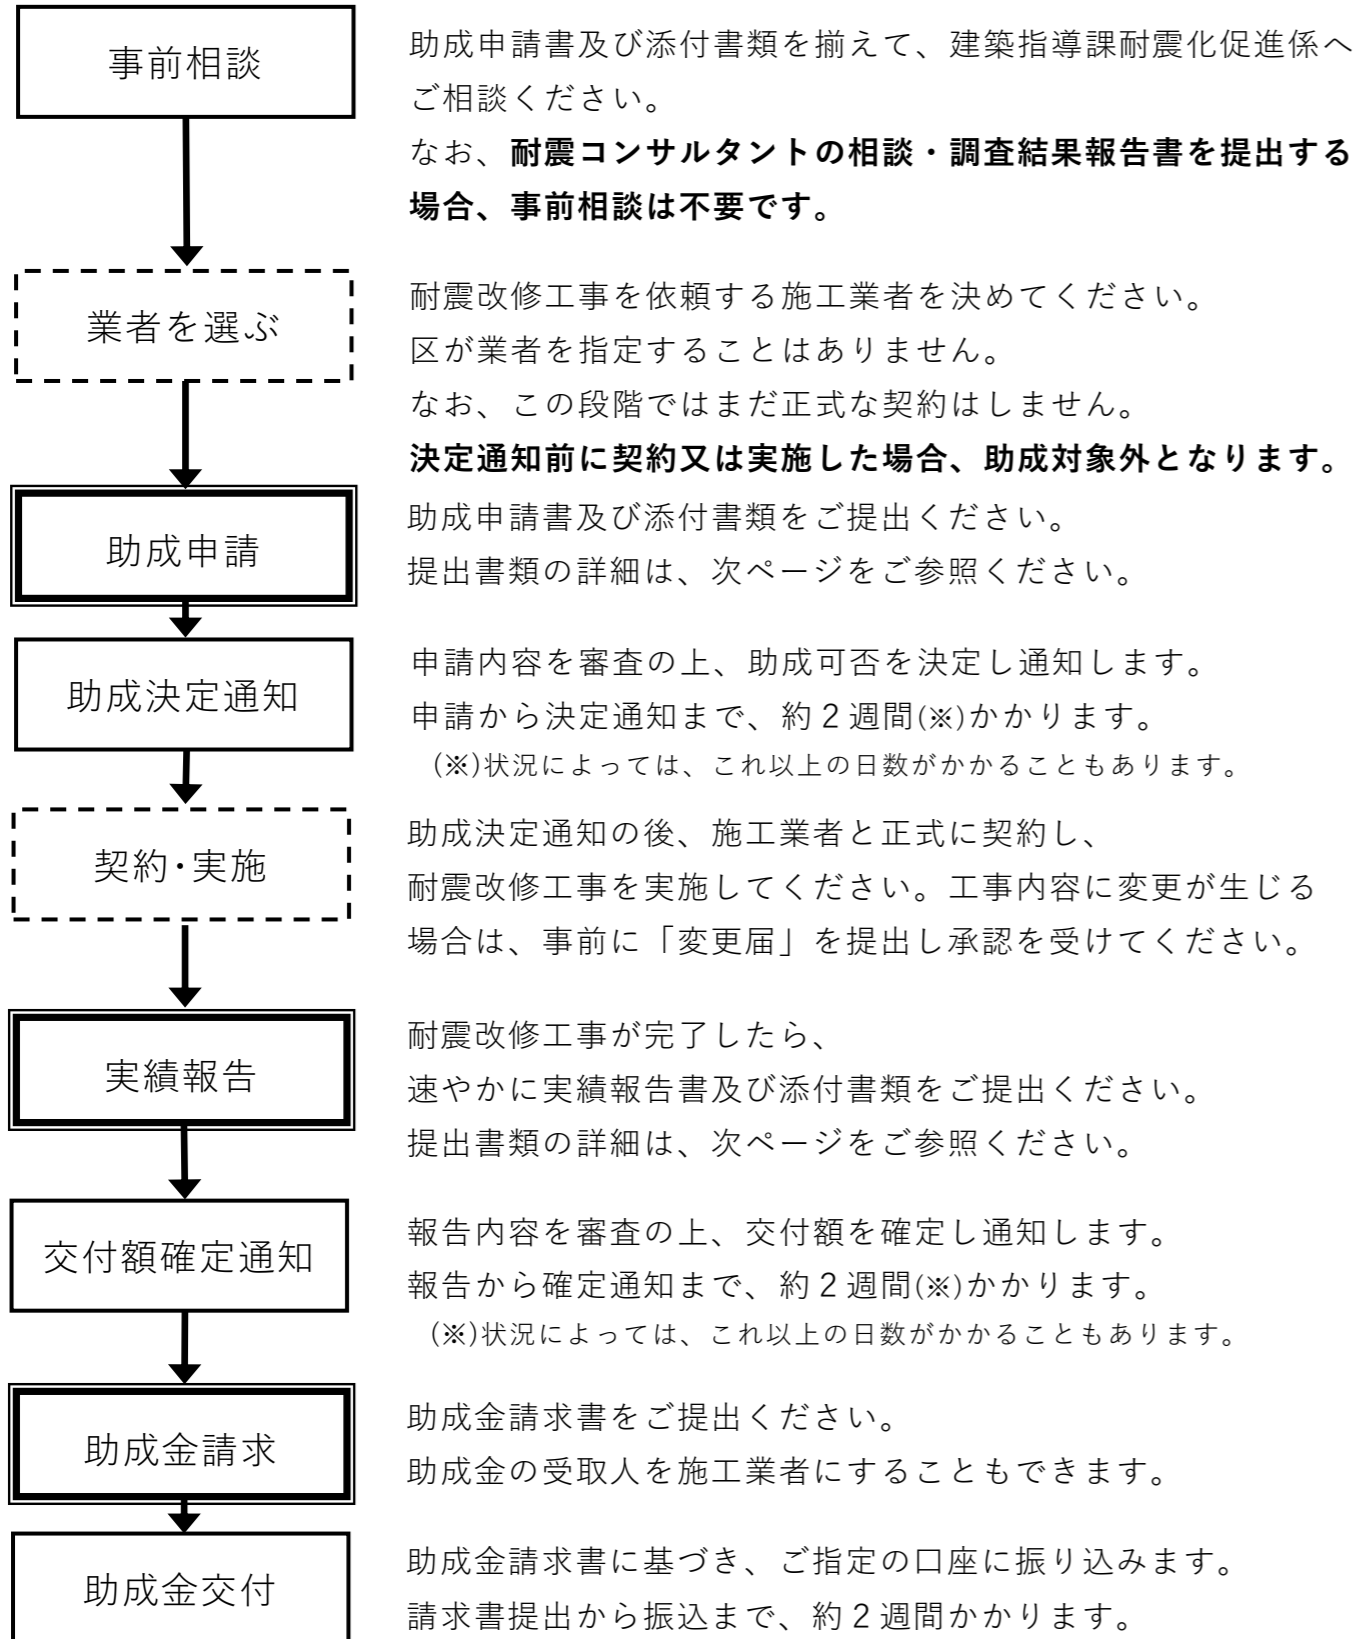 事前相談
助成申請書及び添付書類を揃えて、建築指導課耐震化促進係へ
ご相談ください。
なお、耐震コンサルタントの相談・調査結果報告書を提出する
場合、事前相談は不要です。
業者を選ぶ
耐震改修工事を依頼する施工業者を決めてください。
区が業者を指定することはありません。
なお、この段階ではまだ正式な契約はしません。
決定通知前に契約又は実施した場合、助成対象外となります。
助成申請
助成申請書及び添付書類をご提出ください。
提出書類の詳細は、次ページをご参照ください。
助成決定通知
申請内容を審査の上、助成可否を決定し通知します。
申請から決定通知まで、約２週間(※)かかります。
(※)状況によっては、これ以上の日数がかかることもあります。
契約・実施
助成決定通知の後、施工業者と正式に契約し、
耐震改修工事を実施してください。工事内容に変更が生じる
場合は、事前に「変更届」を提出し承認を受けてください。
実績報告
耐震改修工事が完了したら、
速やかに実績報告書及び添付書類をご提出ください。
提出書類の詳細は、次ページをご参照ください。
交付額確定通知
報告内容を審査の上、交付額を確定し通知します。
報告から確定通知まで、約２週間(※)かかります。
(※)状況によっては、これ以上の日数がかかることもあります。
助成金請求
助成金請求書をご提出ください。
助成金の受取人を施工業者にすることもできます。
助成金交付
助成金請求書に基づき、ご指定の口座に振り込みます。
請求書提出から振込まで、約２週間かかります。